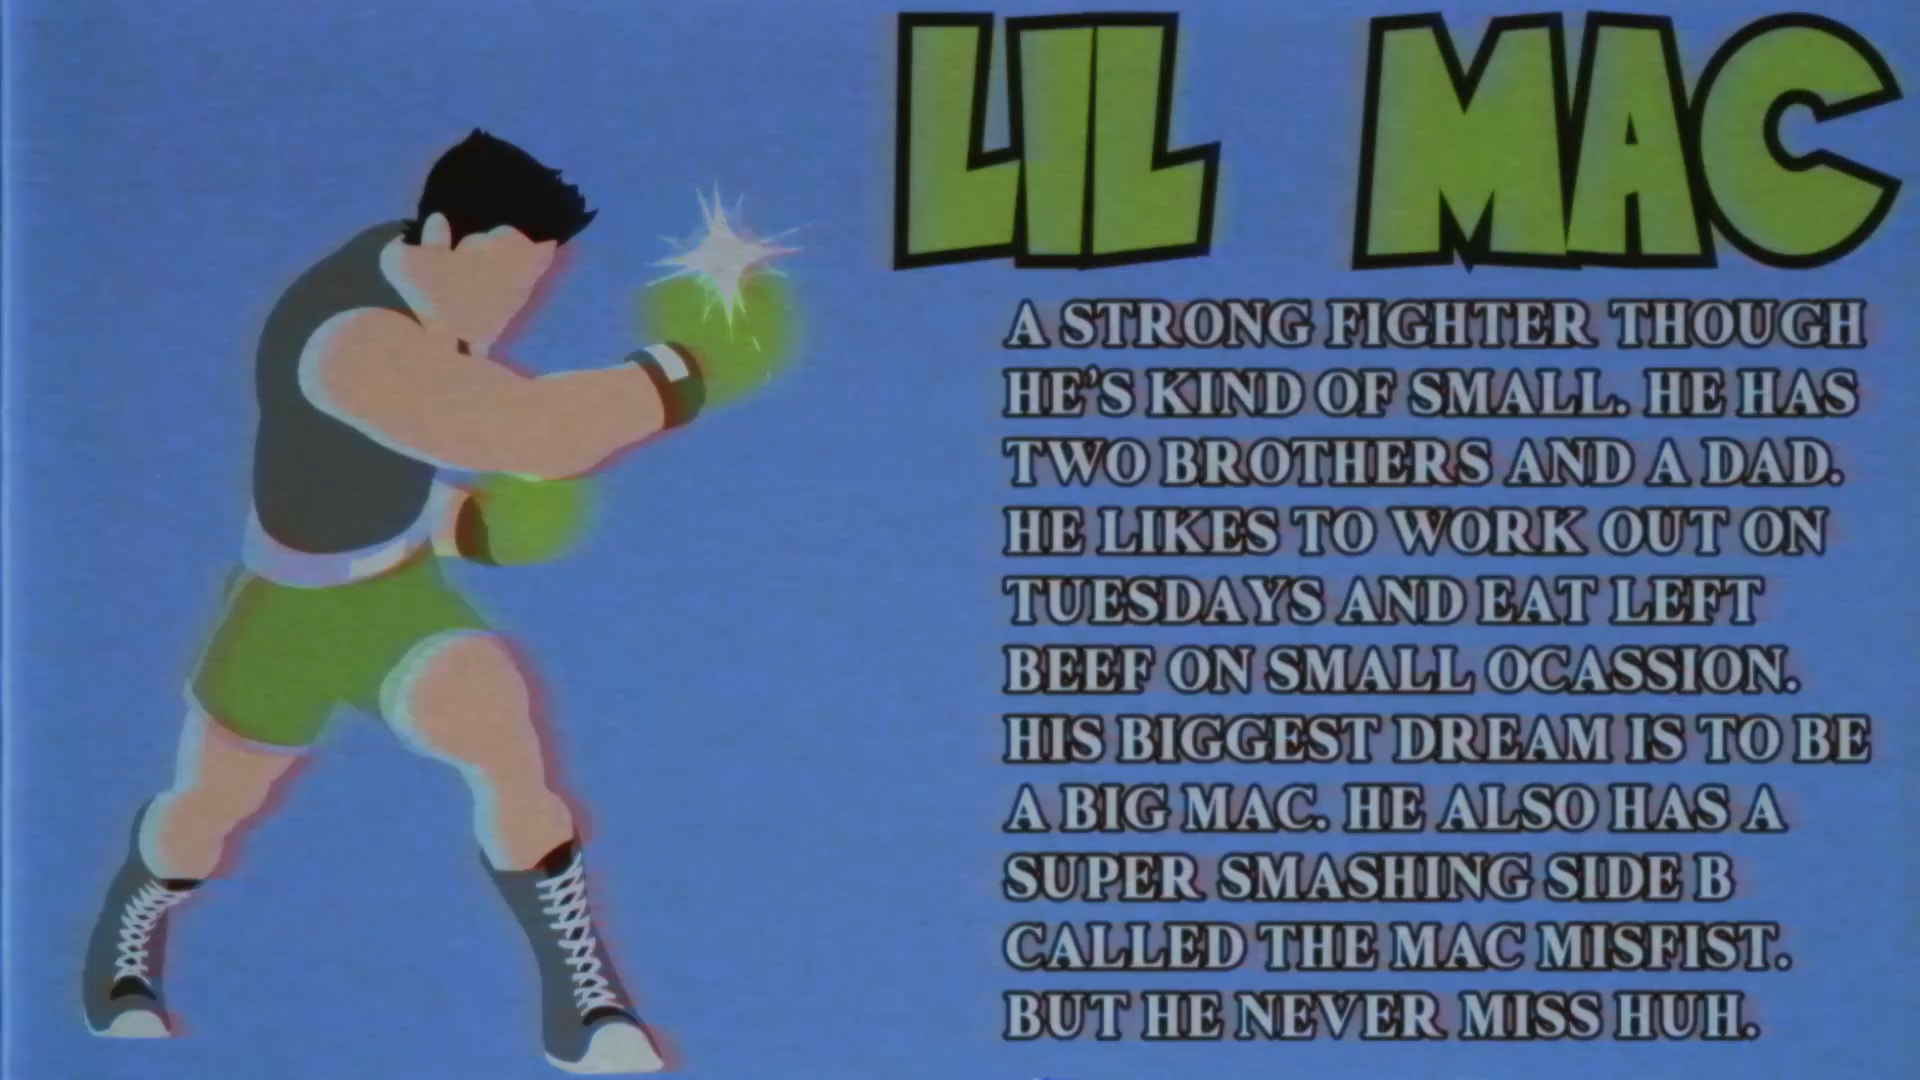 LIL MAC
A STRONG FIGHTER THOUGH
HE'S KIND OF SMALL. HE HAS
TWO BROTHERS AND A DAD.
HE LIKES TO WORK OUT ON
TUESDAYS AND EAT LEFT
BEEF ON SMALL OCASSION.
HIS BIGGEST DREAM IS TO BE
A BIG MAC. HE ALSO HAS A
SUPER SMASHING SIDE B
CALLED THE MAC MISFIST.
BUT HE NEVER MISS HUH.